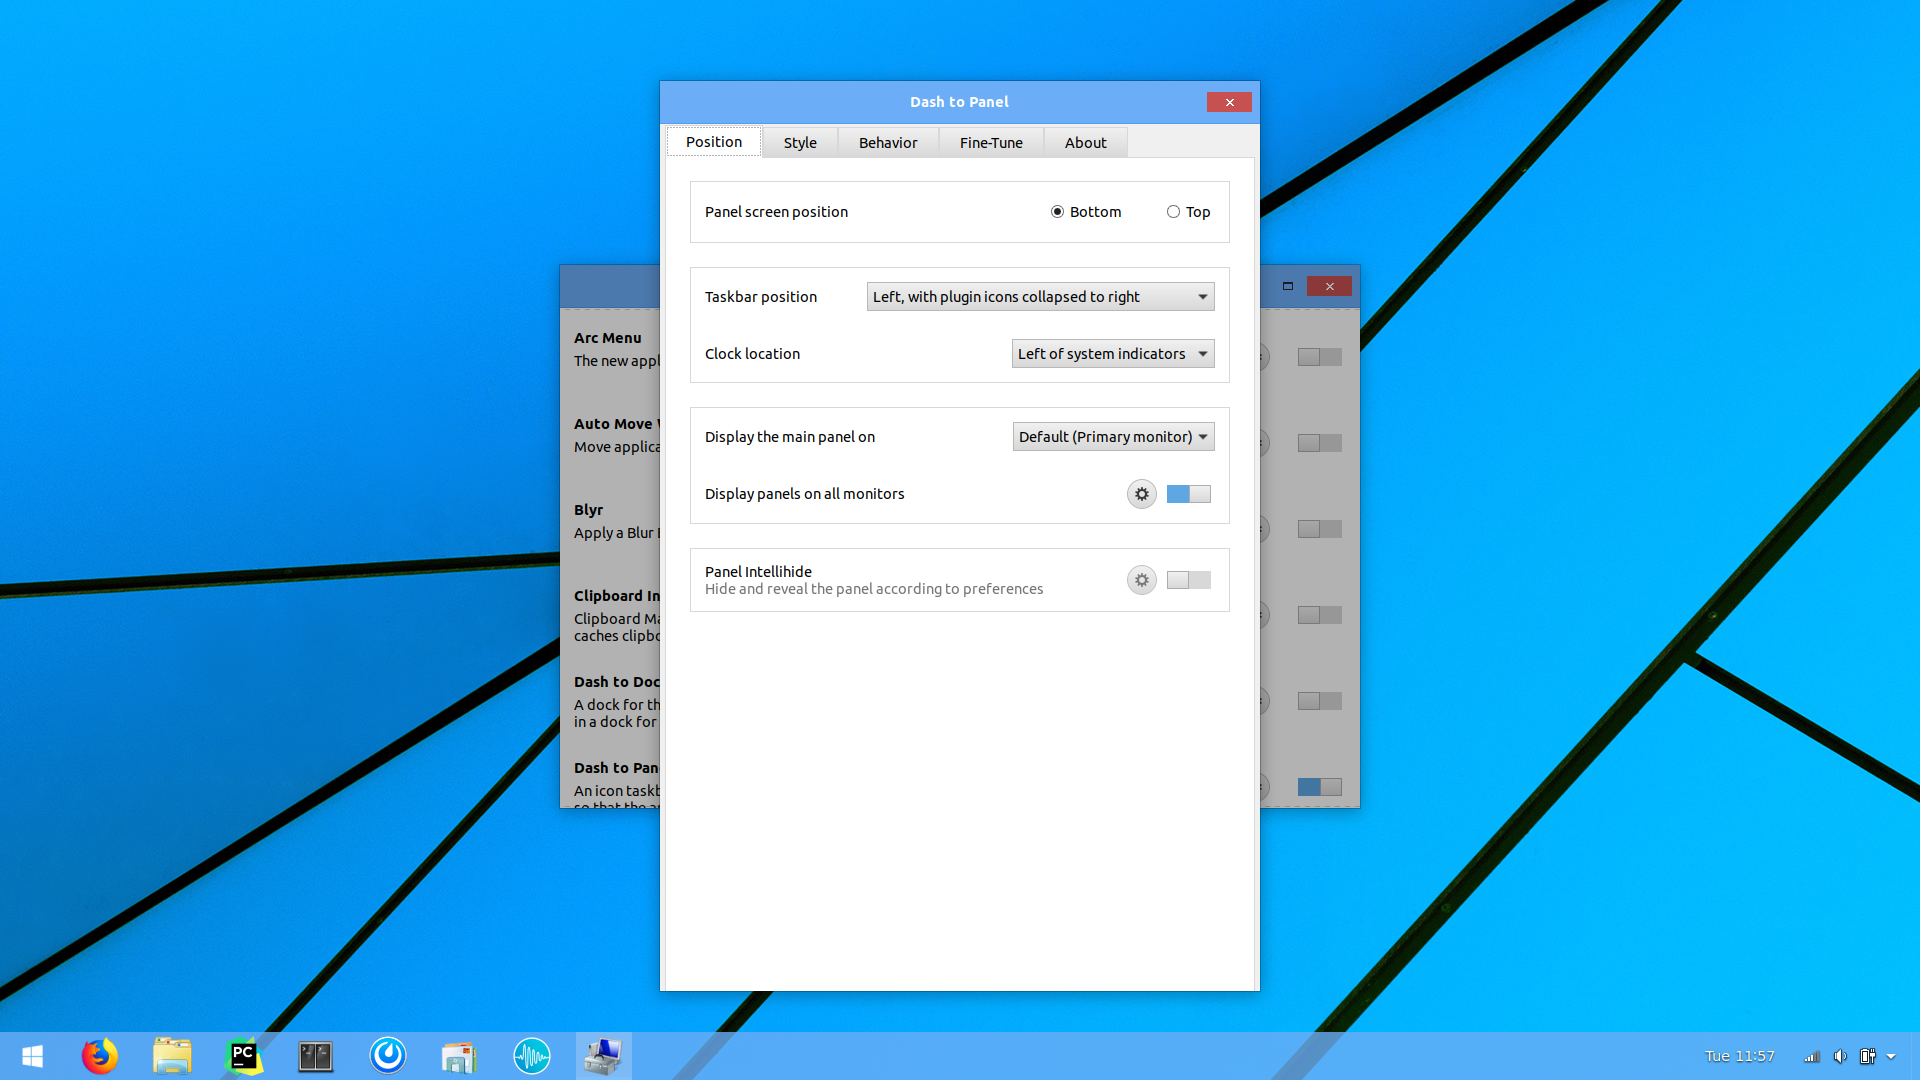 Dash to Panel
Position
Style
Behavior
Fine-Tune
About
Panel screen position
Bottom
Top
Taskbar position
Left, with plugin icons collapsed to right
Clock location
Left of system indicators
Display the main panel on
Default (Primary monitor)
Display panels on all monitors
Panel Intellihide
Hide and reveal the panel according to preferences
Arc Menu
The new appl
Auto Move
Move applica
Blyr
Apply a Blur
Clipboard In
Clipboard Ma
caches clipbo
Dash to Doc
A dock for th
in a dock for
Dash to Pan
An icon taskb
so that the
PC
Tue 11:57